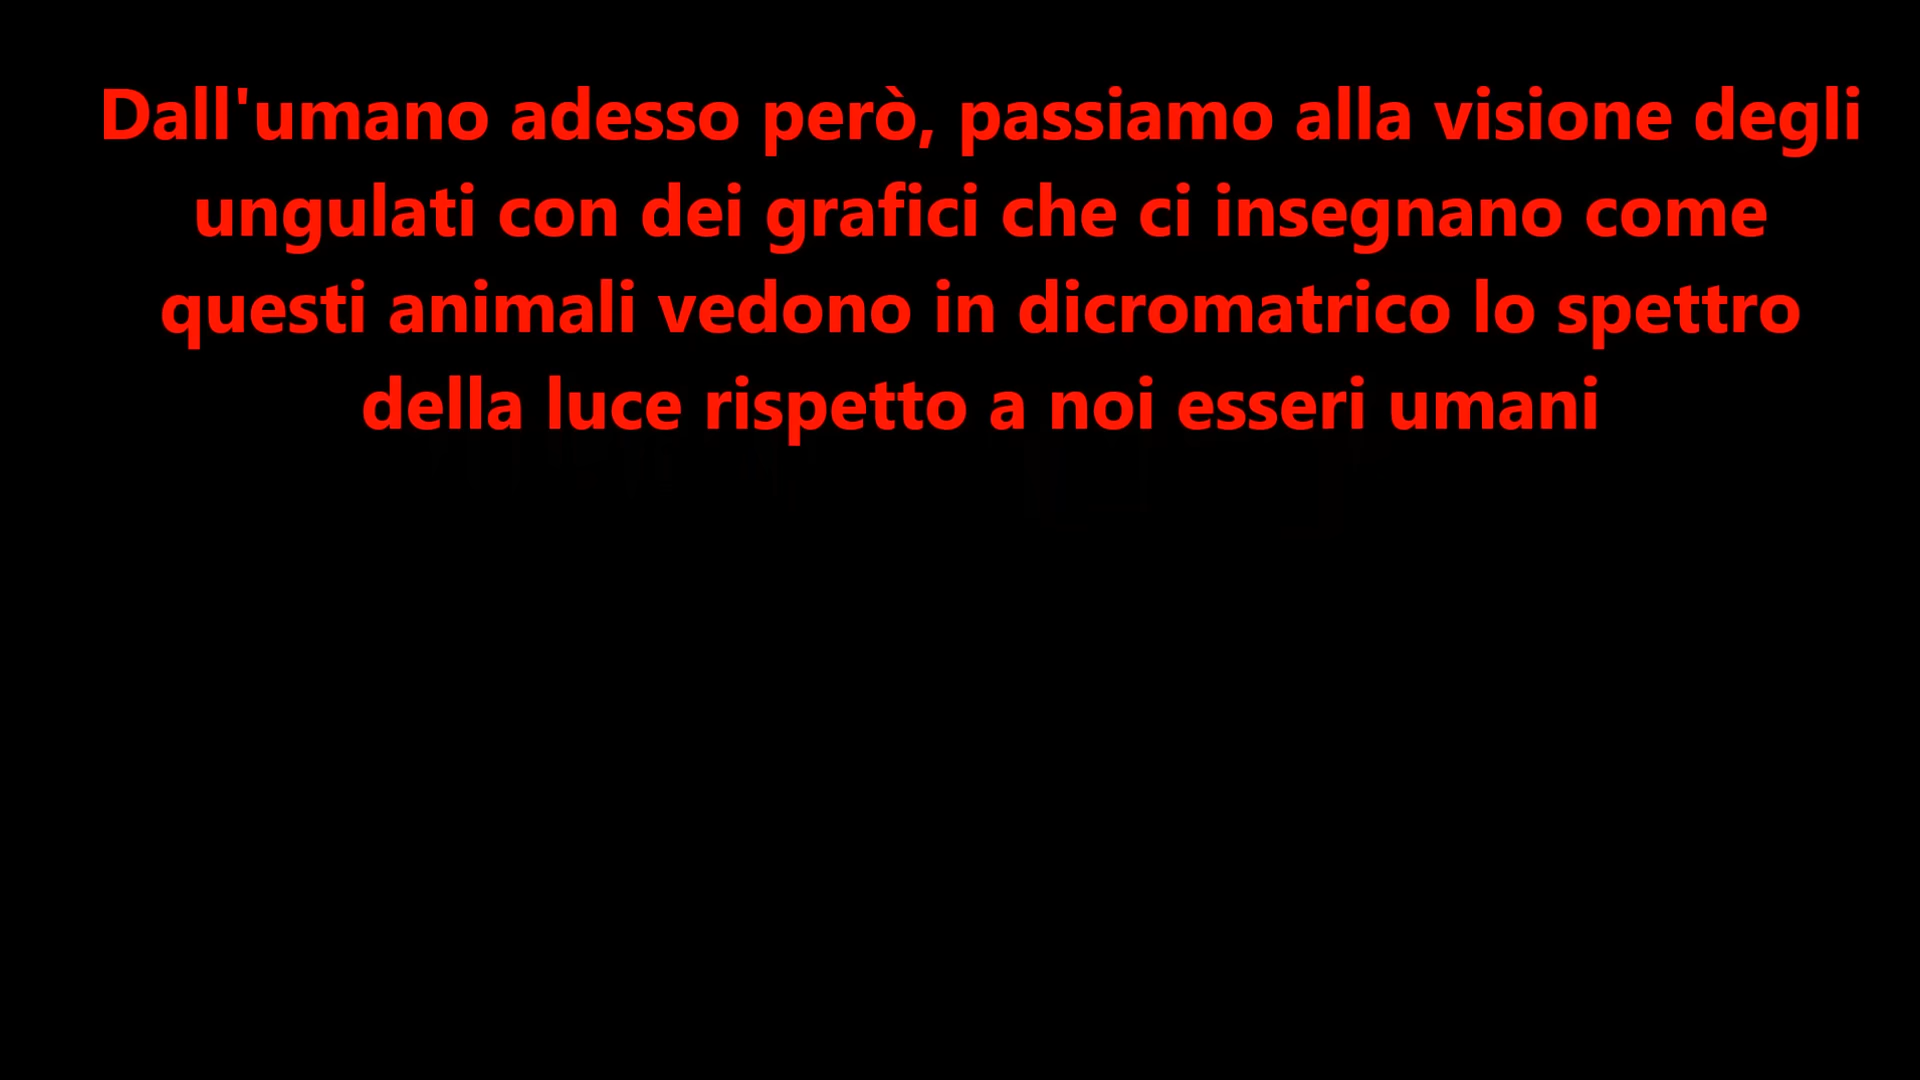 Dall'umano adesso però, passiamo alla visione degli
ungulati con dei grafici che ci insegnano come
questi animali vedono in dicromatrico lo spettro
della luce rispetto a noi esseri umani